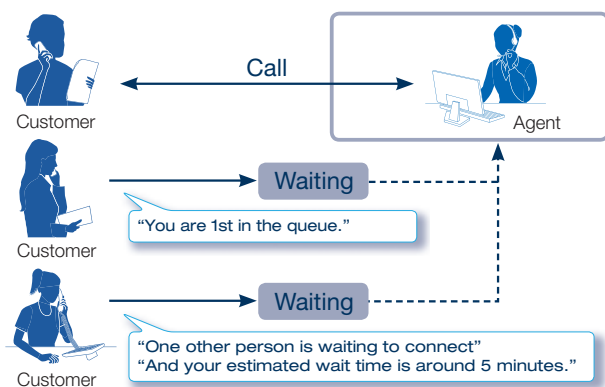 Call
Customer
Agent
Waiting
“You are 1st in the queue.”
Customer
Waiting
“One other person is waiting to connect”
“And your estimated wait time is around 5 minutes.”
Customer